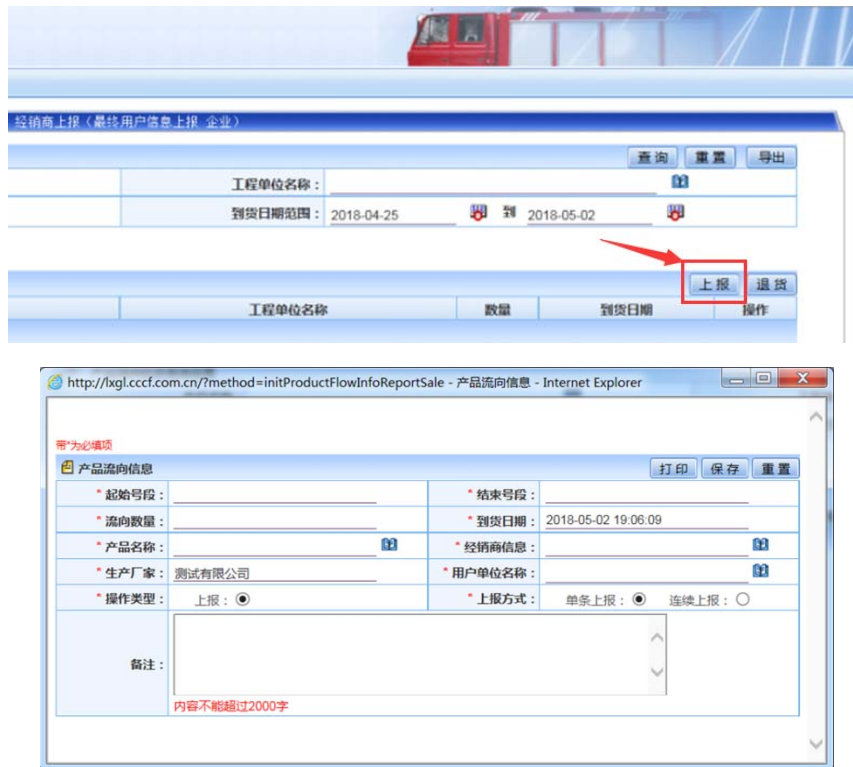 经销商上报（最终用户信息上报 企业）
查询 重置 导出
工程单位名称：
到货日期范围： 2018-04-25 到 2018-05-02
上报 退货
工程单位名称 数量 到货日期 操作
http://lxgl.cccf.com.cn/?method=initProductFlowInfoReportSale - 产品流向信息 - Internet Explorer
带*为必填项
产品流向信息 打印 保存 重置
*起始号段： *结束号段：
*流向数量： *到货日期： 2018-05-02 19:06:09
*产品名称： *经销商信息：
*生产厂家： 测试有限公司 *用户单位名称：
*操作类型： 上报： *上报方式： 单条上报： 连续上报：
备注：
内容不能超过2000字